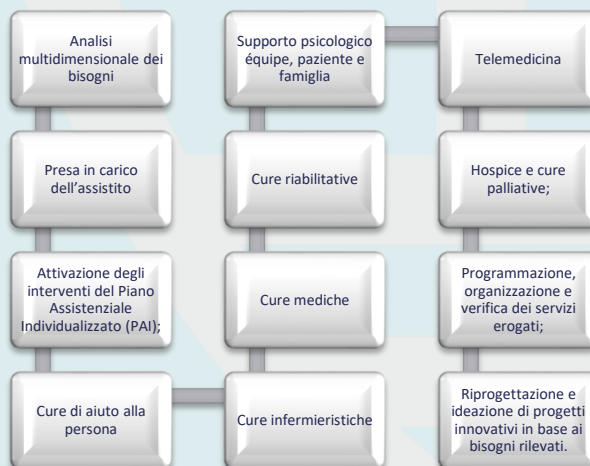 Analisi
multidimensionale dei
bisogni
Presa in carico
dell’assistito
Attivazione degli
interventi del Piano
Assistenziale
Individualizzato (PAI);
Cure di aiuto alla
persona
Cure infermieristiche
Cure mediche
Cure riabilitative
Supporto psicologico
équipe, paziente e
famiglia
Telemedicina
Hospice e cure
palliative;
Programmazione,
organizzazione e
verifica dei servizi
erogati;
Riprogettazione e
ideazione di progetti
innovativi in base ai
bisogni rilevati.